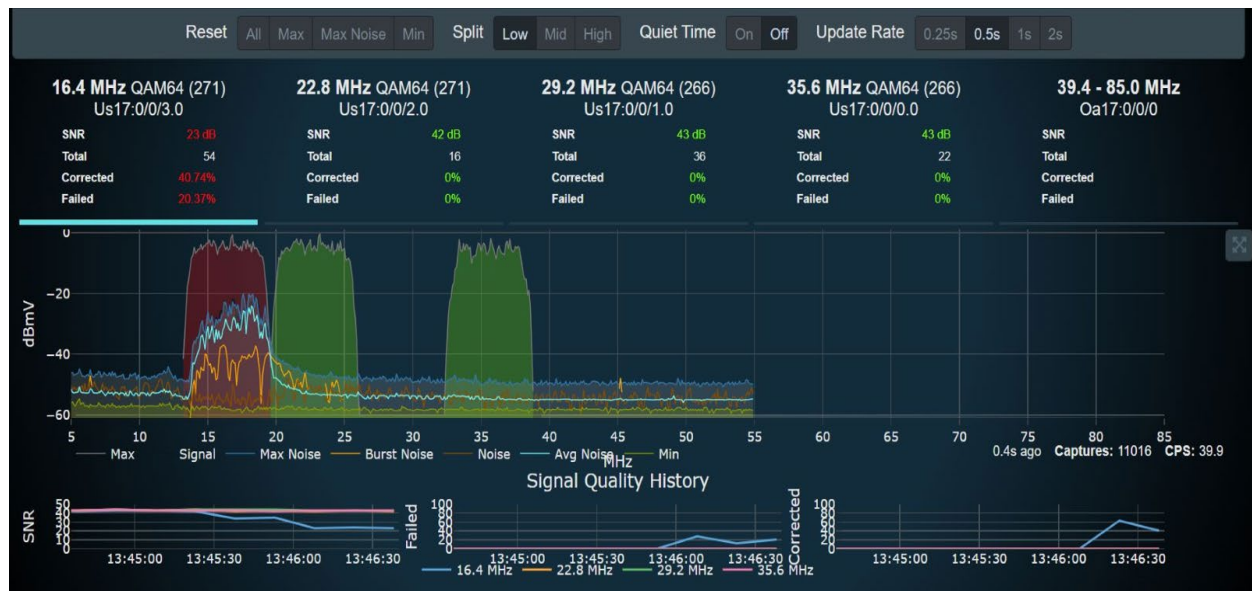 Reset All Max Max Noise Min Split Low Mid High Quiet Time On Off Update Rate 0.25s 0.5s 1s 2s
16.4 MHz QAM64 (271) 22.8 MHz QAM64 (271) 29.2 MHz QAM64 (266) 35.6 MHz QAM64 (266) 39.4 - 85.0 MHz
Us17:0/0/3.0 Us17:0/0/2.0 Us17:0/0/1.0 Us17:0/0/0.0 Oa17:0/0/0
SNR 23 dB SNR 42 dB SNR 43 dB SNR 43 dB SNR
Total 54 Total 16 Total 36 Total 22 Total
Corrected 40.74% Corrected 0% Corrected 0% Corrected 0% Corrected
Failed 20.37% Failed 0% Failed 0% Failed 0% Failed
0
−20
dBmV
−40
−60
5 10 15 20 25 30 35 40 45 50 55 60 65 70 75 80 85
Max Signal Max Noise Burst Noise Noise Avg Noise Min
MHz
0.4s ago Captures: 11016 CPS: 39.9
Signal Quality History
SNR
50
40
30
20
10
0
13:45:00 13:45:30 13:46:00 13:46:30
Failed
100
80
60
40
20
0
13:45:00 13:45:30 13:46:00 13:46:30
Corrected
100
80
60
40
20
0
13:45:00 13:45:30 13:46:00 13:46:30
16.4 MHz 22.8 MHz 29.2 MHz 35.6 MHz